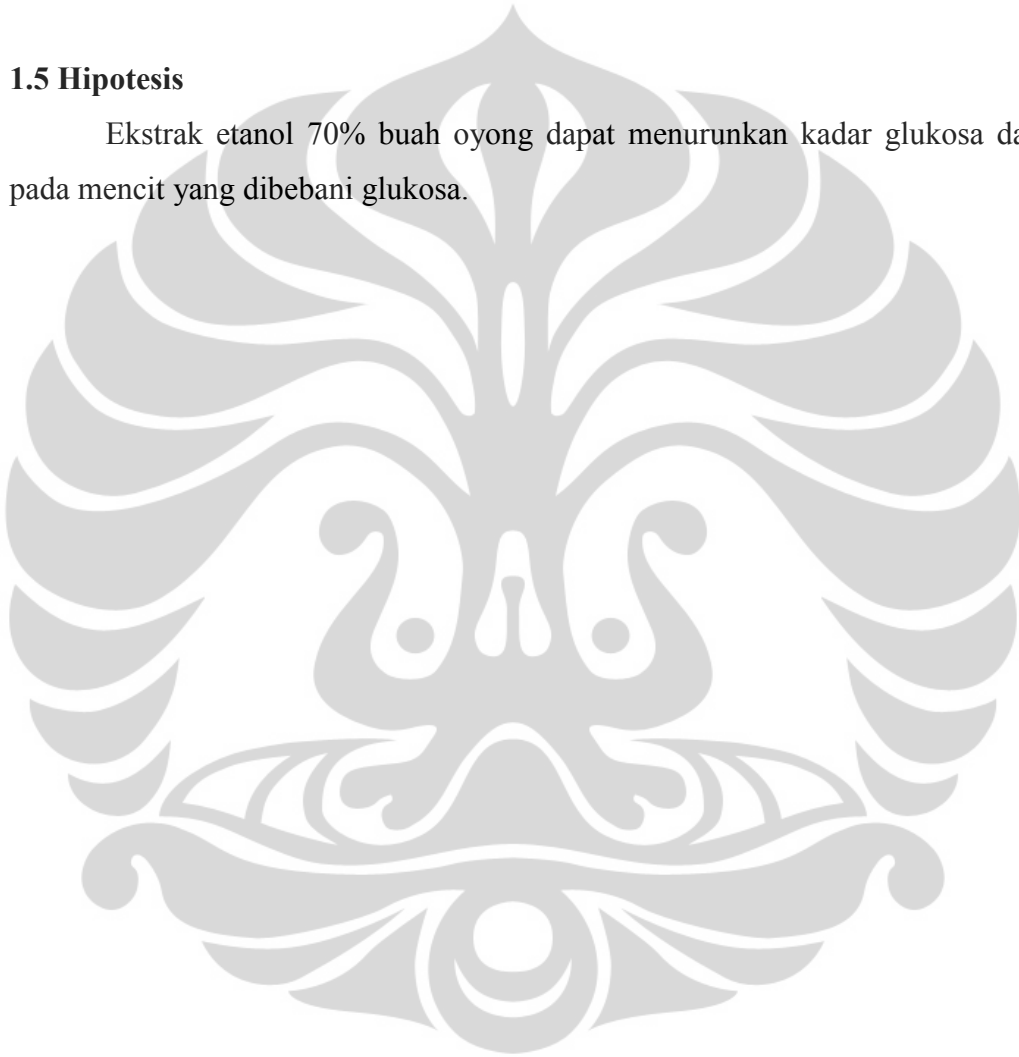 1.5 Hipotesis
Ekstrak etanol 70% buah oyong dapat menurunkan kadar glukosa da
pada mencit yang dibebani glukosa.